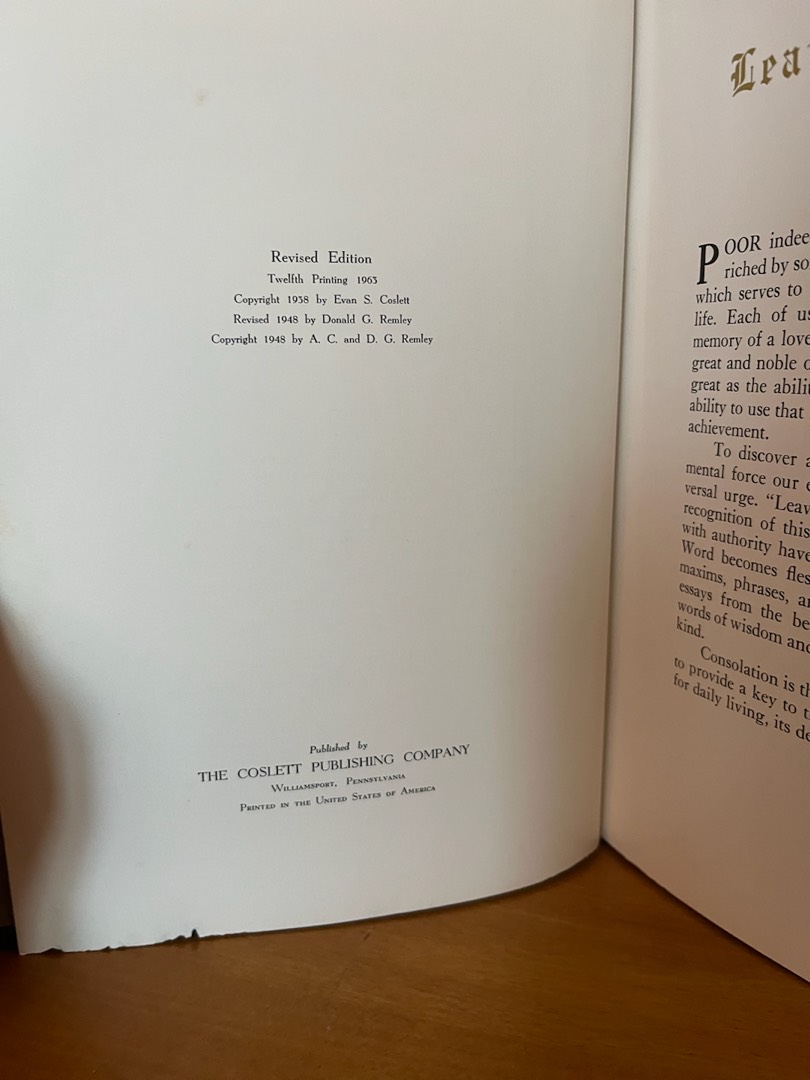 Revised Edition
Twelfth Printing 1963
Copyright 1938 by Evan S. Coslett
Revised 1948 by Donald G. Remley
Copyright 1948 by A. C. and D. G. Remley
Published by
THE COSLETT PUBLISHING COMPANY
WILLIAMSPORT, PENNSYLVANIA
PRINTED IN THE UNITED STATES OF AMERICA
Lea
POOR indee
riched by so
which serves to
life. Each of us
memory of a love
great and noble
great as the abili
ability to use that
achievement.
To discover a
mental force our
versal urge. "Leav
recognition of this
with authority have
Word becomes fles
maxims, phrases, a
essays from the be
words of wisdom and
kind.
Consolation is th
to provide a key to t
for daily living, its de